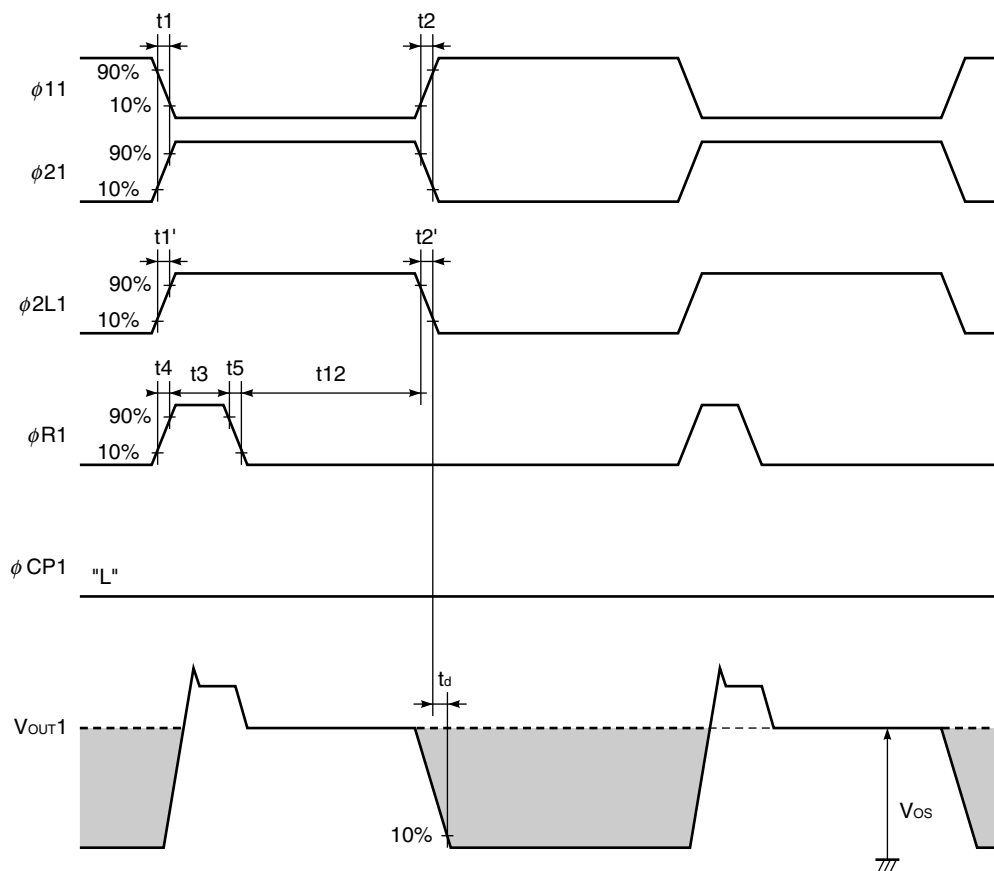 t1 t2
90%
ϕ11
10%
90%
ϕ21
10%
t1' t2'
90%
ϕ2L1
10%
t4 t3 t5 t12
90%
ϕR1
10%
ϕCP1 "L"
td
VOUT1
VOS
10%